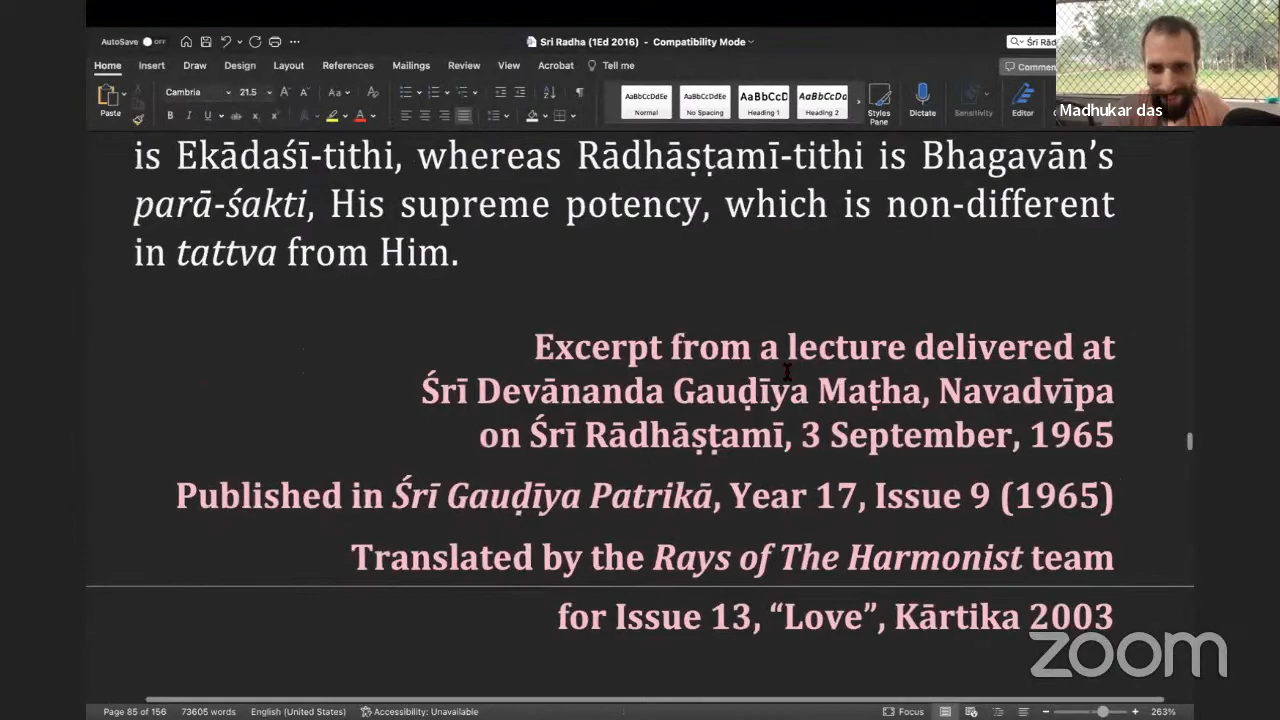 AutoSave OFF
Śrī Radha (1Ed 2016) - Compatibility Mode
Home Insert Draw Design Layout References Mailings Review View Acrobat Tell me
Paste
Cambria 21.5
AaBbCcDdEe AaBbCcDdEe AaBbCcD AaBbCcDd
Normal No Spacing Heading 1 Heading 2
Styles Pane
Dictate
Sensitivity
Editor
Madhukar das
is Ekādaśī-tithi, whereas Rādhāṣṭamī-tithi is Bhagavān’s
parā-śakti, His supreme potency, which is non-different
in tattva from Him.
Excerpt from a lecture delivered at
Śrī Devānanda Gauḍīya Maṭha, Navadvīpa
on Śrī Rādhāṣṭamī, 3 September, 1965
Published in Śrī Gauḍīya Patrikā, Year 17, Issue 9 (1965)
Translated by the Rays of The Harmonist team
for Issue 13, “Love”, Kārtika 2003
zoom
Page 85 of 156 73605 words English (United States) Accessibility: Unavailable Focus 263%